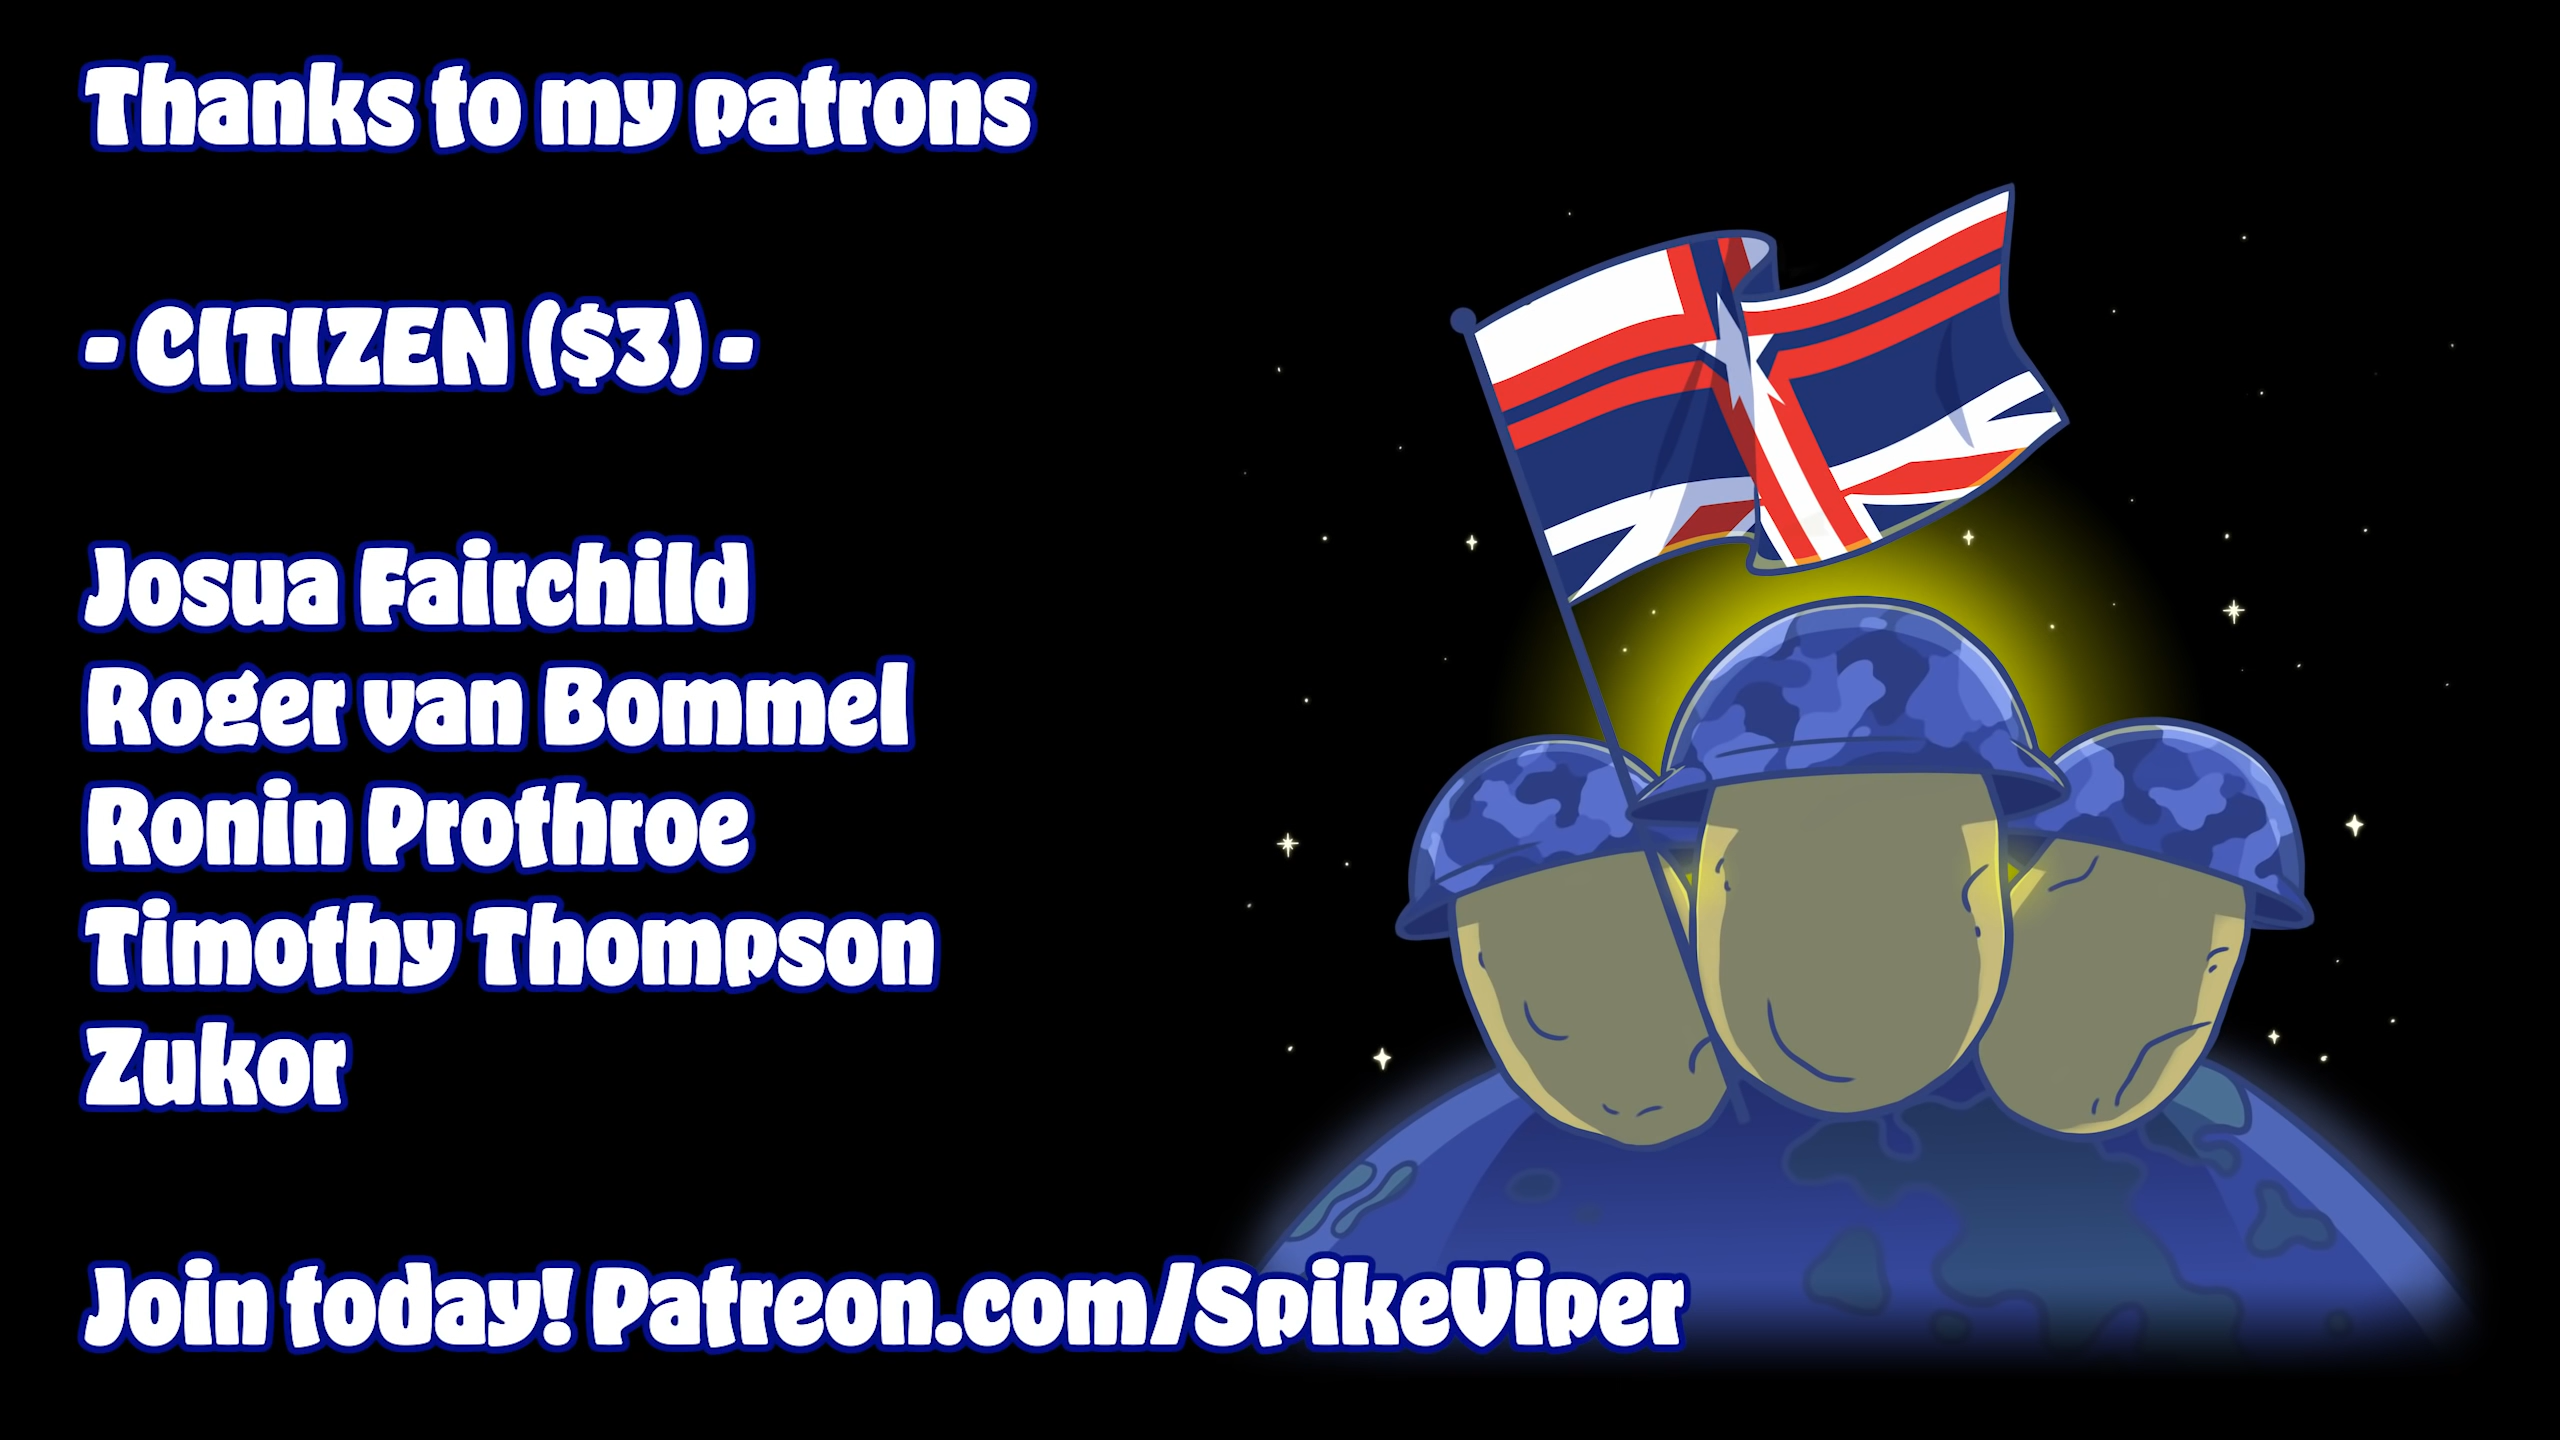 Thanks to my patrons
- CITIZEN ($3) -
Josua Fairchild
Roger van Bommel
Ronin Prothroe
Timothy Thompson
Zukor
Join today! Patreon.com/SpikeViper